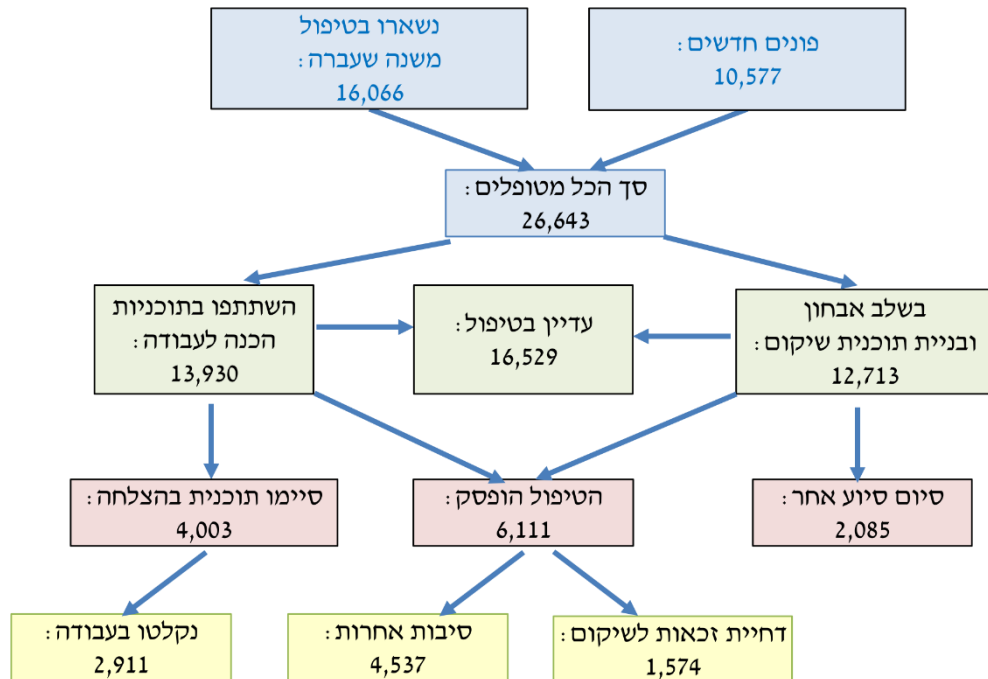 נשארו בטיפול
משנה שעברה:
16,066
פונים חדשים:
10,577
סך הכל מטופלים:
26,643
בשלב אבחון
ובניית תוכנית שיקום:
12,713
עדיין בטיפול:
16,529
השתתפו בתוכניות
הכנה לעבודה:
13,930
סיום סיוע אחר:
2,085
הטיפול הופסק:
6,111
סיימו תוכנית בהצלחה:
4,003
דחיית זכאות לשיקום:
1,574
סיבות אחרות:
4,537
נקלטו בעבודה:
2,911